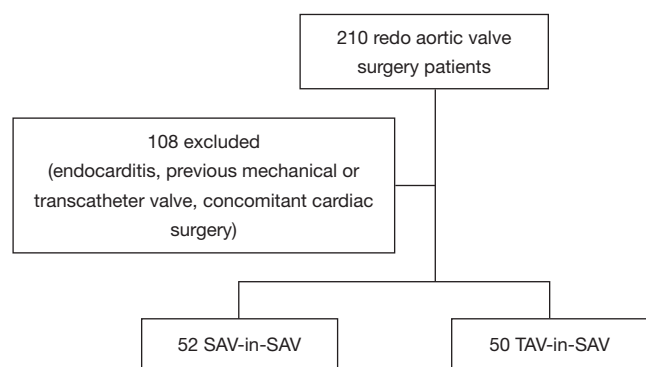 210 redo aortic valve
surgery patients
108 excluded
(endocarditis, previous mechanical or
transcatheter valve, concomitant cardiac
surgery)
52 SAV-in-SAV
50 TAV-in-SAV